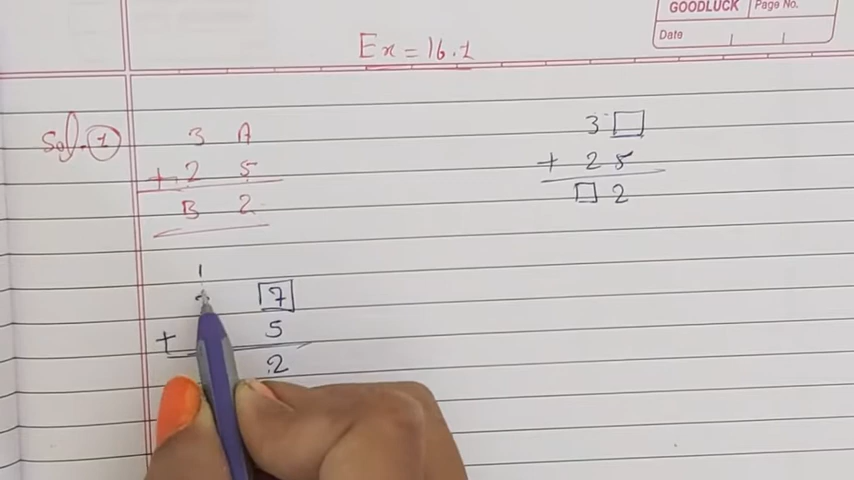 GOODLUCK Page No.
Date
Ex = 16.1
Sol. 1
3 A
+ 2 5
B 2
3 □
+ 2 5
□ 2
1
7
+ 5
2